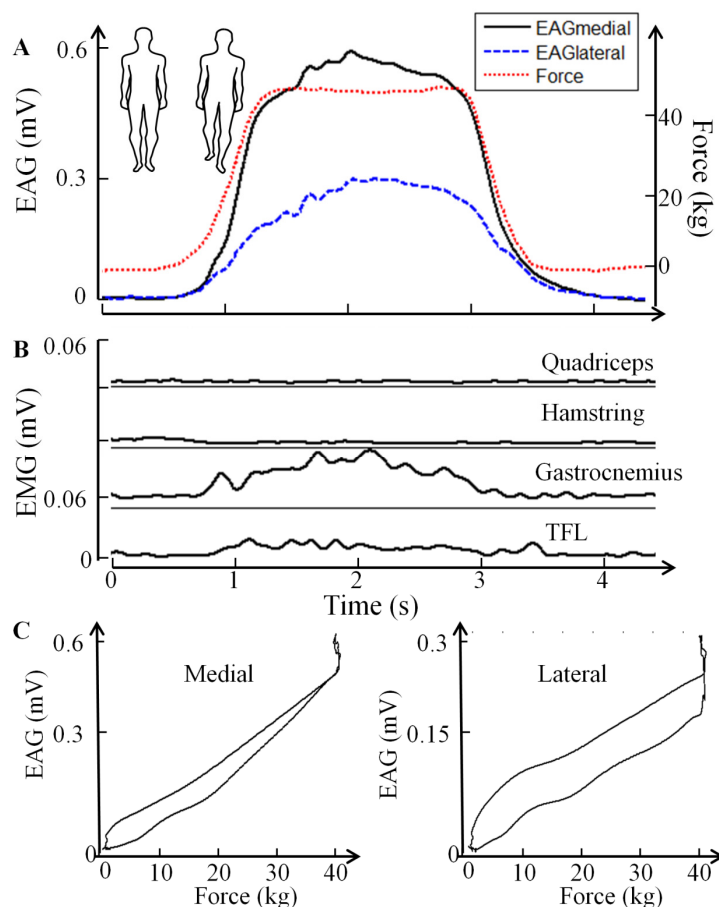 A
EAGmedial
EAGlateral
Force
0.6
0.3
0
EAG (mV)
40
20
0
Force (kg)
B
0.06
0.06
0
EMG (mV)
Quadriceps
Hamstring
Gastrocnemius
TFL
0 1 2 3 4
Time (s)
C
0.6
0.3
0
EAG (mV)
Medial
0 10 20 30 40
Force (kg)
0.3
0.15
0
EAG (mV)
Lateral
0 10 20 30 40
Force (kg)